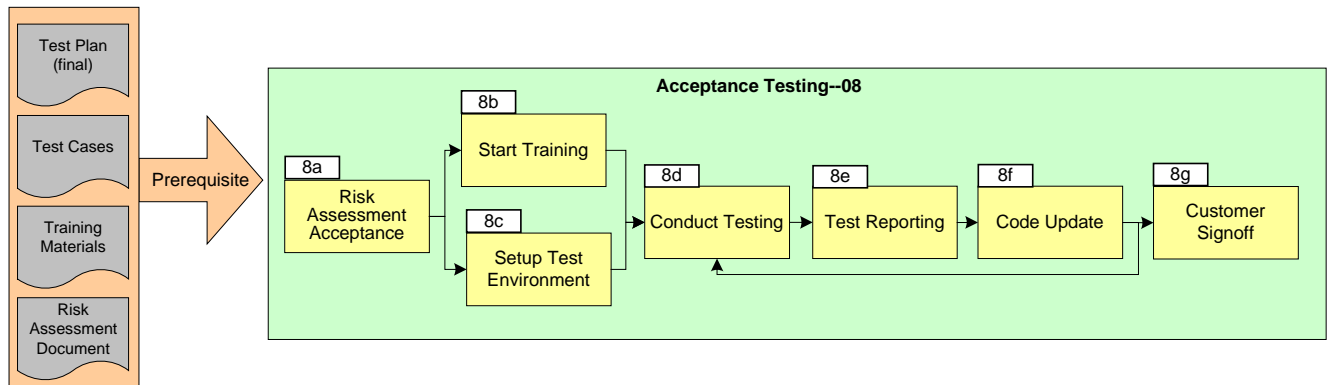 Test Plan
(final)
Test Cases
Training
Materials
Risk
Assessment
Document
Prerequisite
Acceptance Testing--08
8a
Risk
Assessment
Acceptance
8b
Start Training
8c
Setup Test
Environment
8d
Conduct Testing
8e
Test Reporting
8f
Code Update
8g
Customer
Signoff